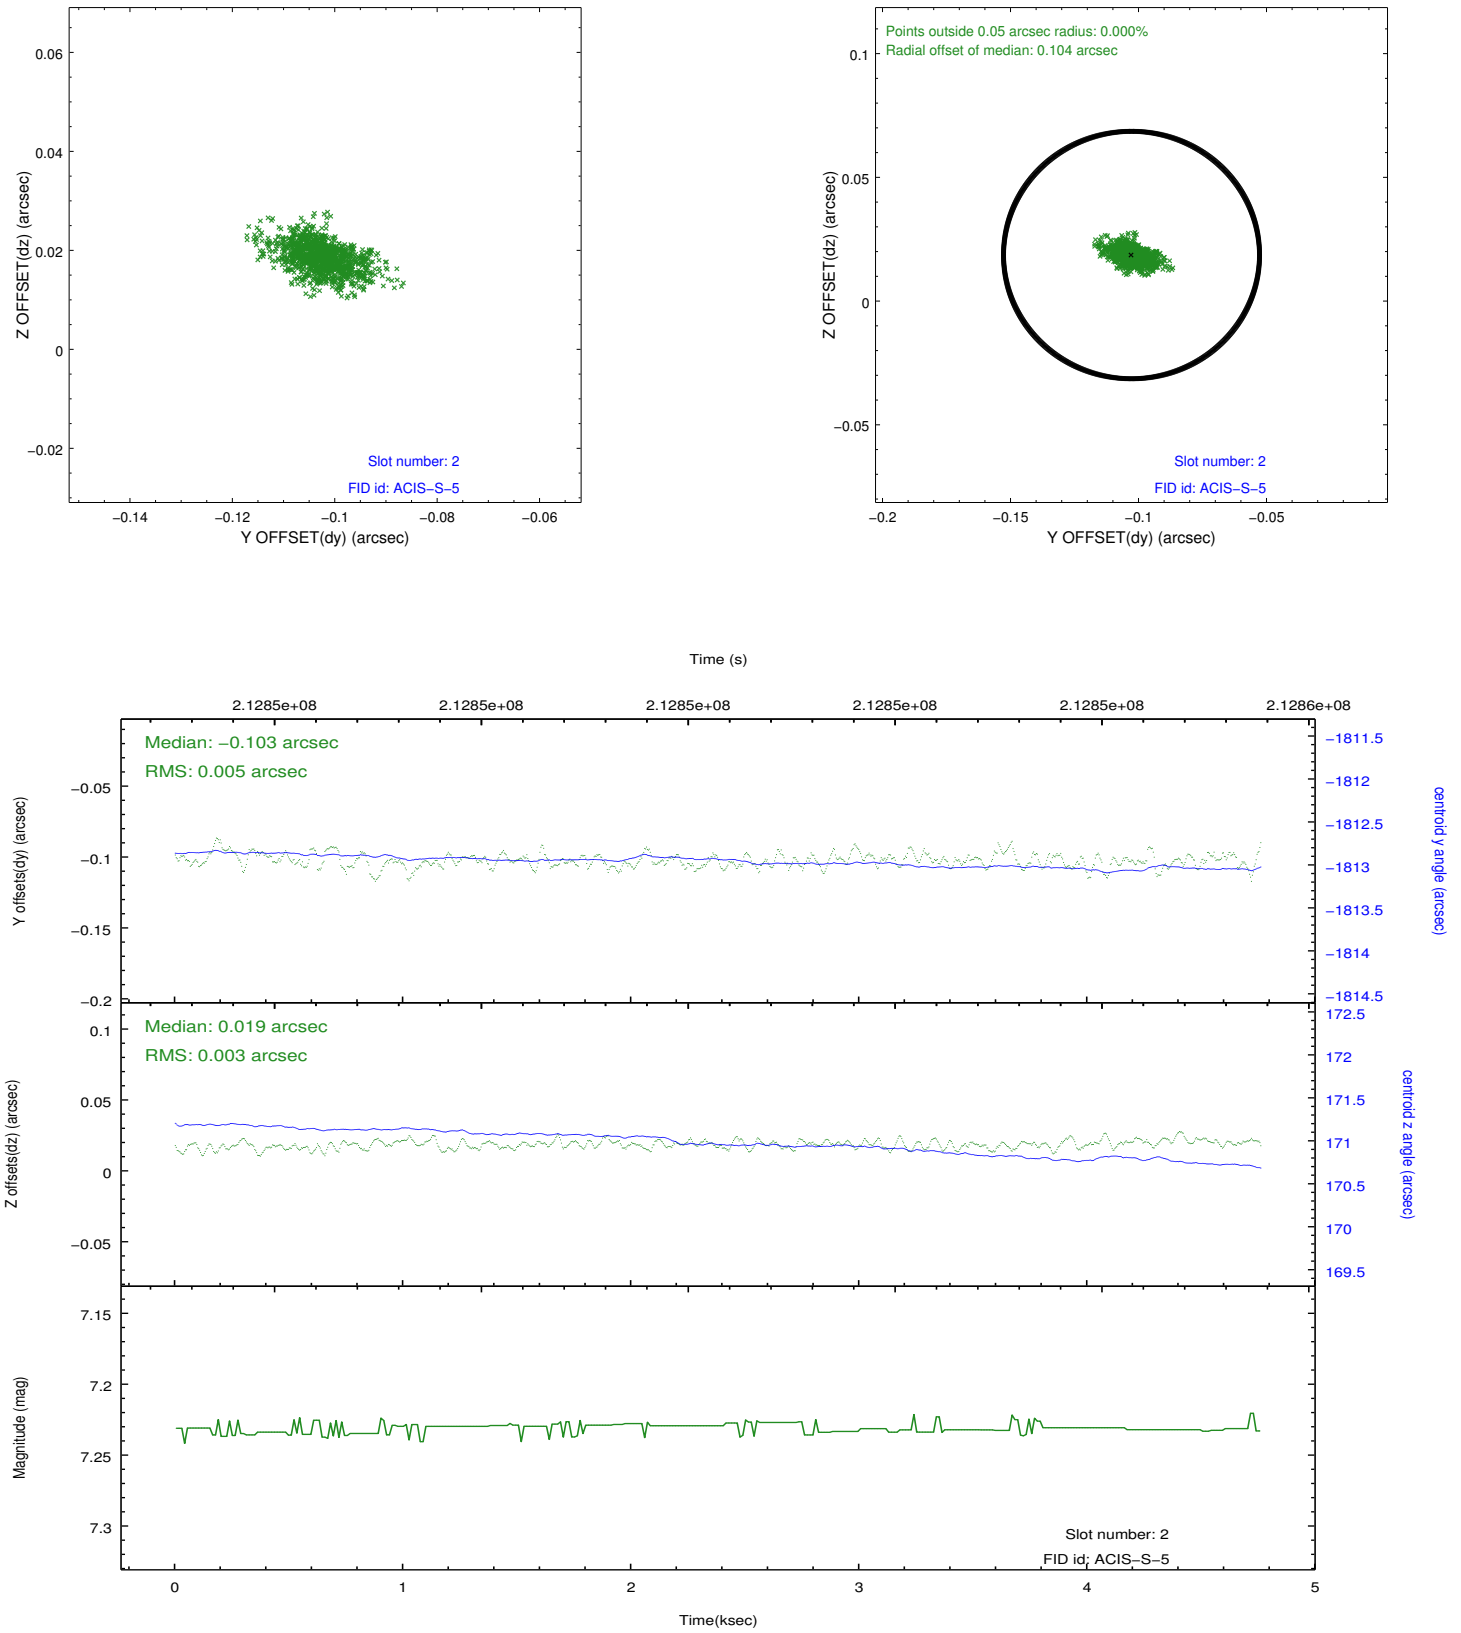 0.06
0.04
0.02
0
−0.02
Z OFFSET(dz) (arcsec)
Slot number: 2
FID id: ACIS−S−5
−0.14
−0.12
−0.1
−0.08
−0.06
Y OFFSET(dy) (arcsec)
Points outside 0.05 arcsec radius: 0.000%
Radial offset of median: 0.104 arcsec
0.1
0.05
0
−0.05
Z OFFSET(dz) (arcsec)
Slot number: 2
FID id: ACIS−S−5
−0.2
−0.15
−0.1
−0.05
Y OFFSET(dy) (arcsec)
Time (s)
2.1285e+08
2.1285e+08
2.1285e+08
2.1285e+08
2.1285e+08
2.1286e+08
Median: −0.103 arcsec
RMS: 0.005 arcsec
−0.05
−0.1
−0.15
−0.2
Y offsets(dy) (arcsec)
−1811.5
−1812
−1812.5
−1813
−1813.5
−1814
−1814.5
centroid y angle (arcsec)
Median: 0.019 arcsec
RMS: 0.003 arcsec
0.1
0.05
0
−0.05
Z offsets(dz) (arcsec)
172.5
172
171.5
171
170.5
170
169.5
centroid z angle (arcsec)
7.15
7.2
7.25
7.3
Magnitude (mag)
Slot number: 2
FID id: ACIS−S−5
0
1
2
3
4
5
Time(ksec)